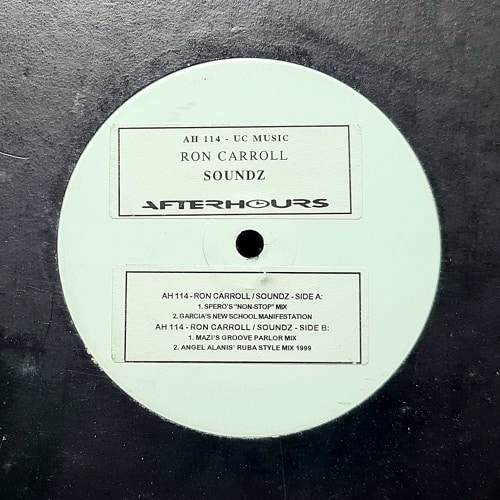 AH 114 - UC MUSIC
RON CARROLL
SOUNDZ
AFTERHOURS
AH 114 - RON CARROLL / SOUNDZ - SIDE A:
1. SPERO'S "NON-STOP" MIX
2. GARCIA'S NEW SCHOOL MANIFESTATION
AH 114 - RON CARROLL / SOUNDZ - SIDE B:
1. MAZI'S GROOVE PARLOR MIX
2. ANGEL ALANIS' RUBA STYLE MIX 1999